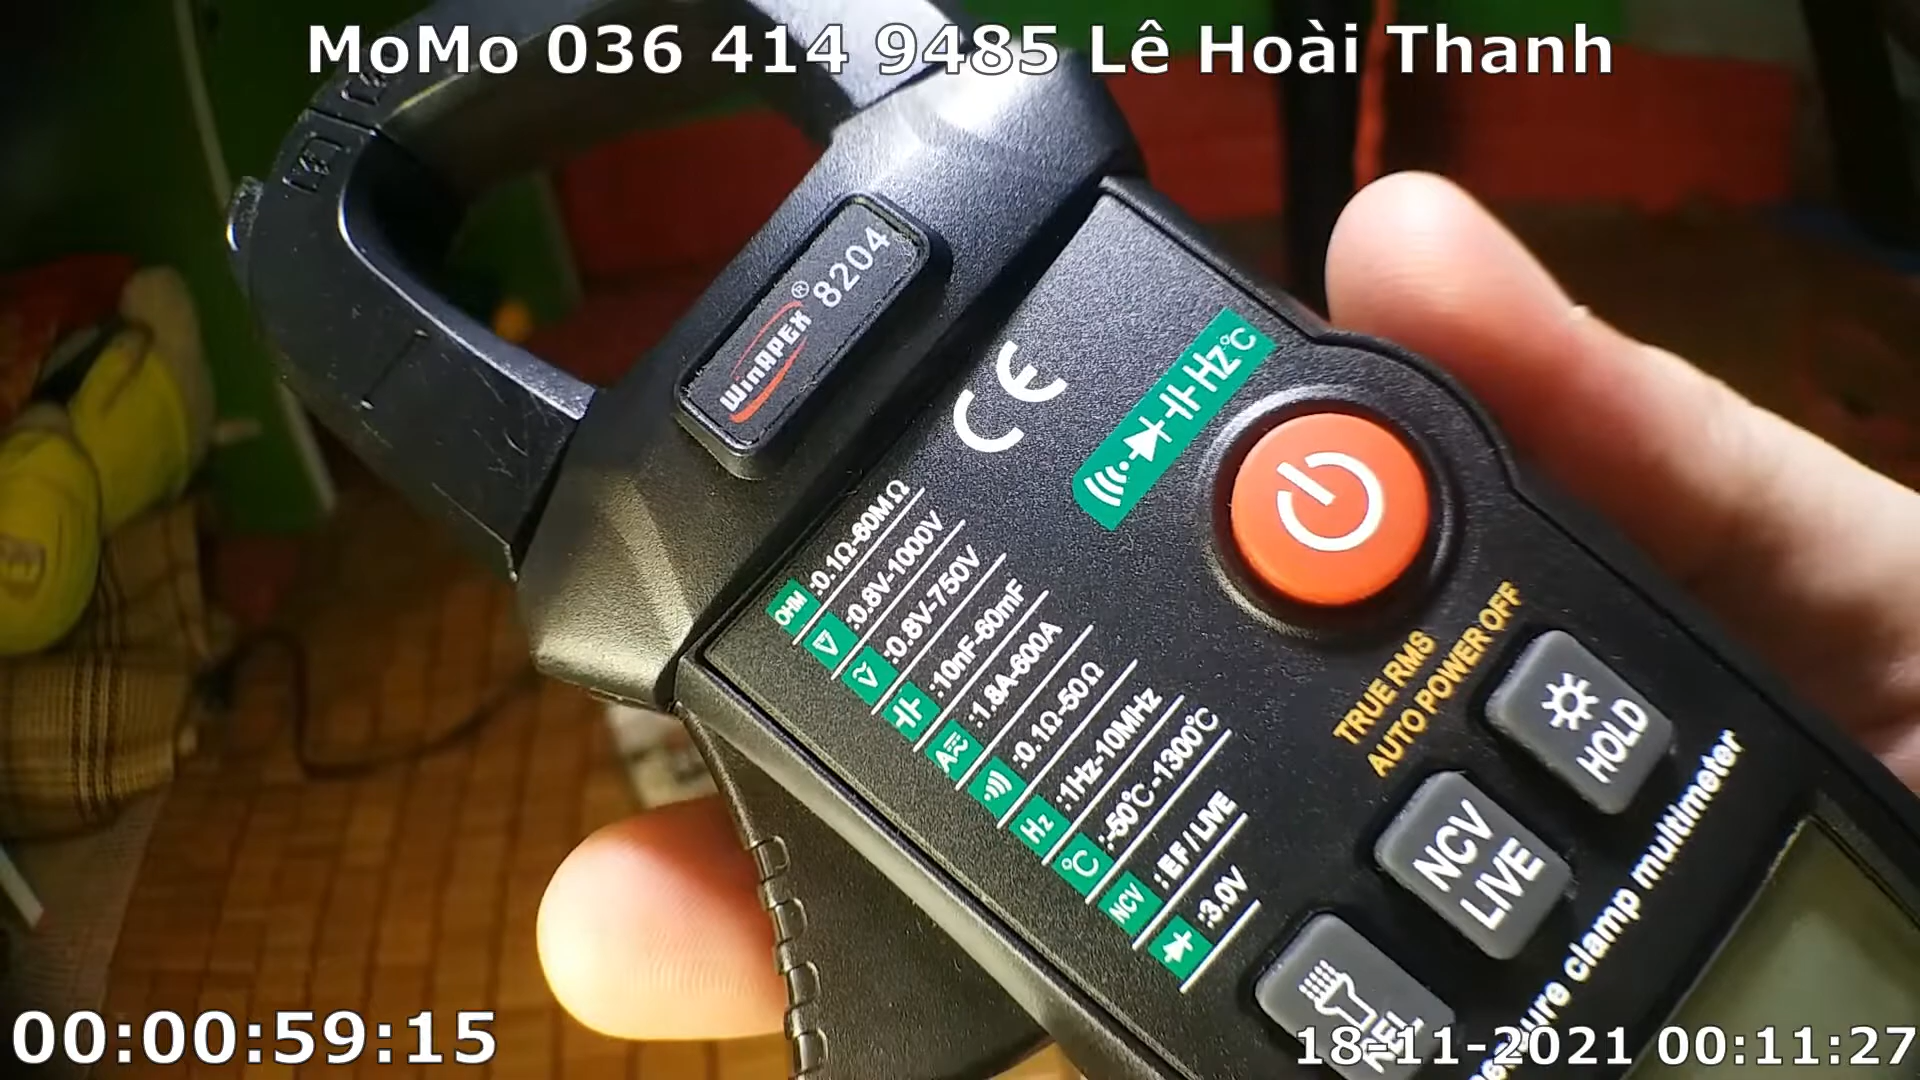 MoMo 036 414 9485 Lê Hoài Thanh
WinAPEX® 8204
CE
Hz℃
OHM :0.1Ω-60MΩ
:0.8V-1000V
:0.8V-750V
:10nF-60mF
A :1.8A-600A
:0.1Ω-50Ω
Hz :1Hz-10MHz
℃ :-50℃-1300℃
NCV :EF / LIVE
:3.0V
TRUE RMS
AUTO POWER OFF
HOLD
NCV
LIVE
clamp multimeter
00:00:59:15
18-11-2021 00:11:27